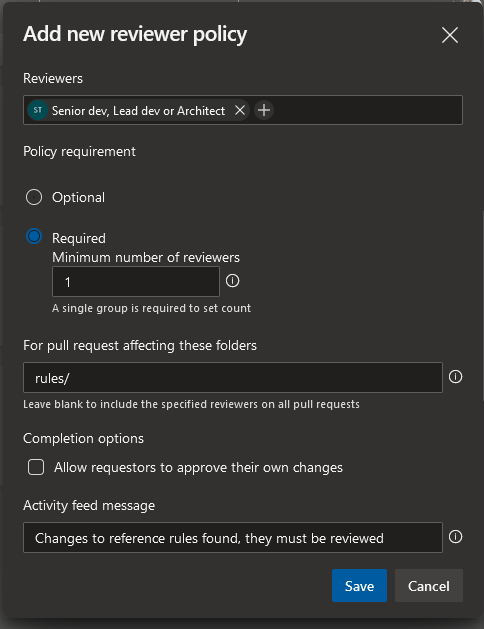 Add new reviewer policy
Reviewers
ST Senior dev, Lead dev or Architect
Policy requirement
Optional
Required
Minimum number of reviewers
1
A single group is required to set count
For pull request affecting these folders
rules/
Leave blank to include the specified reviewers on all pull requests
Completion options
Allow requestors to approve their own changes
Activity feed message
Changes to reference rules found, they must be reviewed
Save Cancel